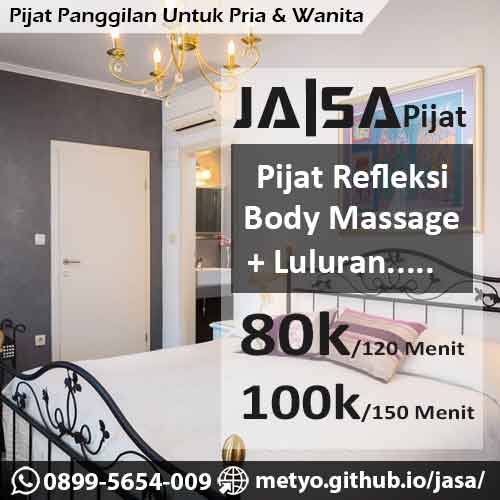 Pijat Panggilan Untuk Pria & Wanita
JA|SA Pijat
Pijat Refleksi
Body Massage
+ Luluran.....
80k/120 Menit
100k/150 Menit
0899-5654-009 metyo.github.io/jasa/